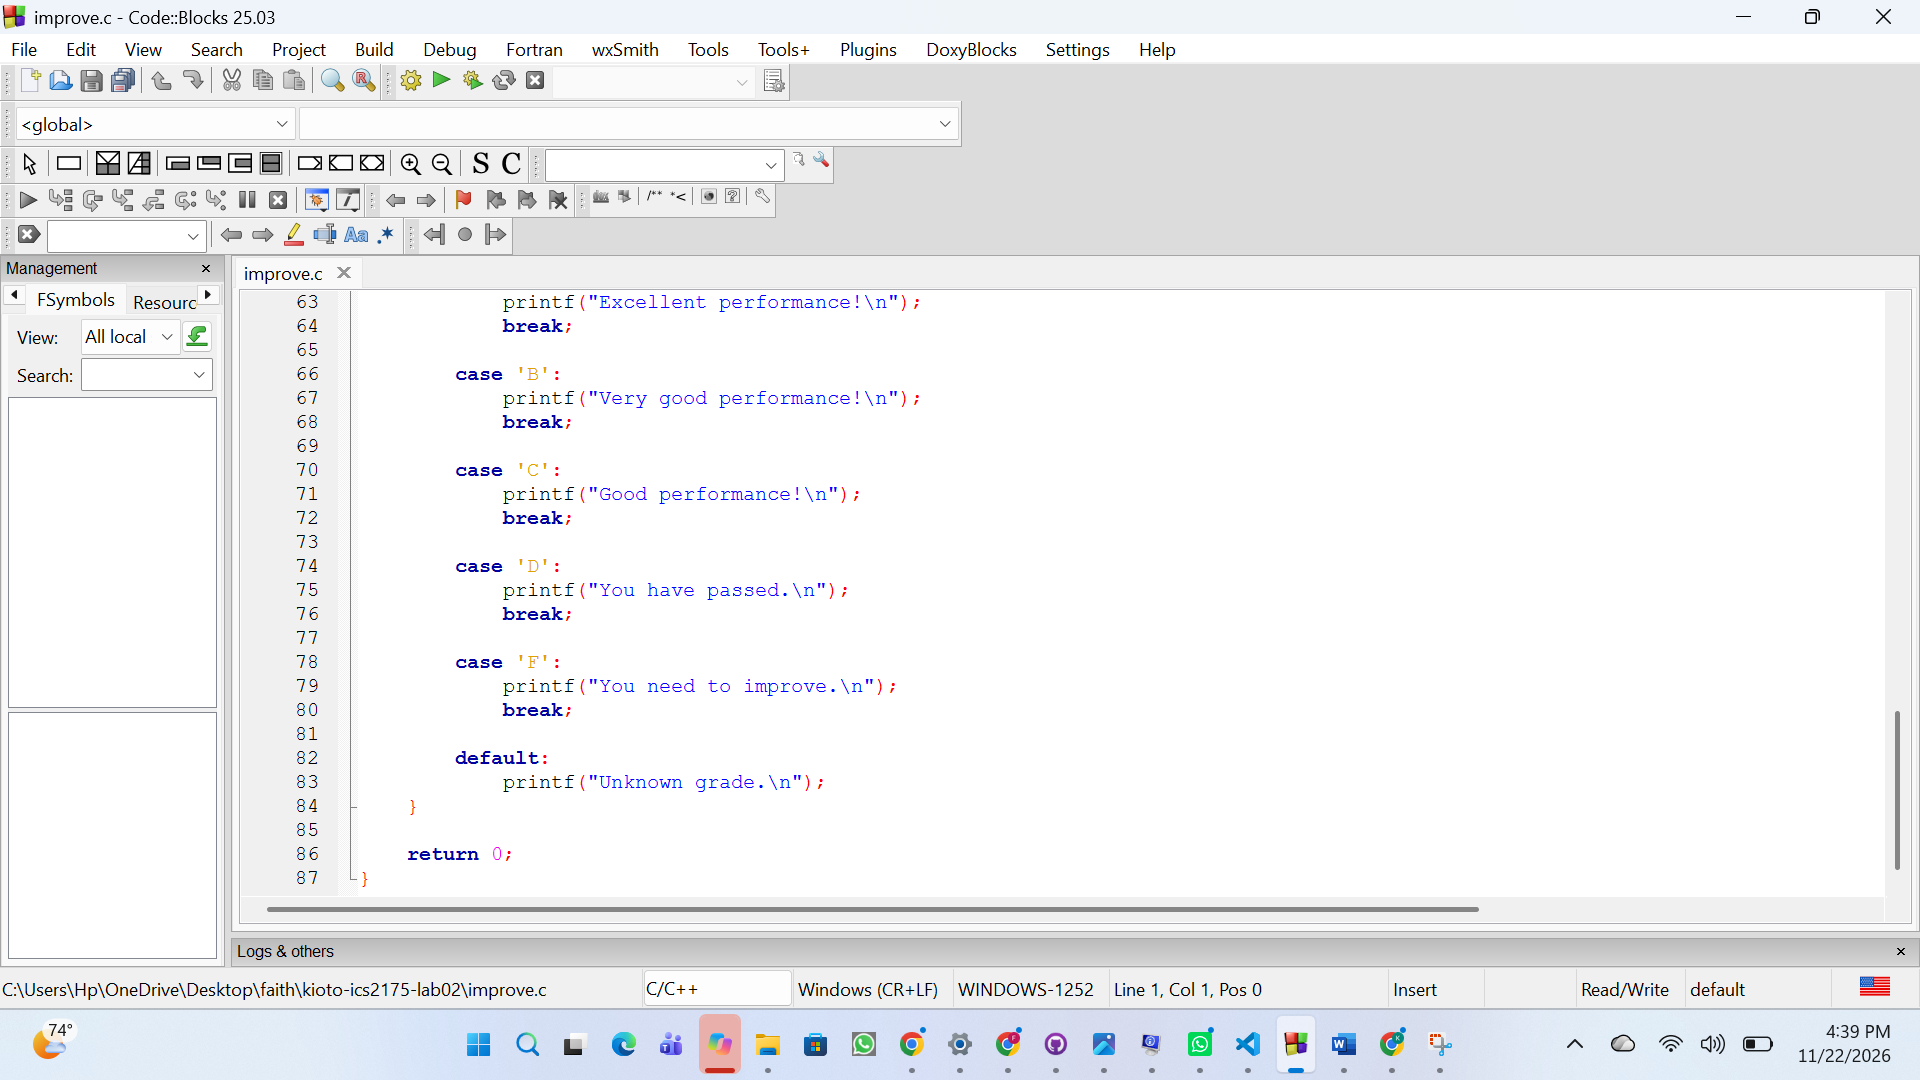 improve.c - Code::Blocks 25.03
File Edit View Search Project Build Debug Fortran wxSmith Tools Tools+ Plugins DoxyBlocks Settings Help
<global>
S C
/** *<
Aa .*
Management
FSymbols Resourc
View: All local
Search:
improve.c
63 printf("Excellent performance!\n");
64 break;
65
66 case 'B':
67 printf("Very good performance!\n");
68 break;
69
70 case 'C':
71 printf("Good performance!\n");
72 break;
73
74 case 'D':
75 printf("You have passed.\n");
76 break;
77
78 case 'F':
79 printf("You need to improve.\n");
80 break;
81
82 default:
83 printf("Unknown grade.\n");
84 }
85
86 return 0;
87 }
Logs & others
C:\Users\Hp\OneDrive\Desktop\faith\kioto-ics2175-lab02\improve.c C/C++ Windows (CR+LF) WINDOWS-1252 Line 1, Col 1, Pos 0 Insert Read/Write default
74°
4:39 PM
11/22/2026